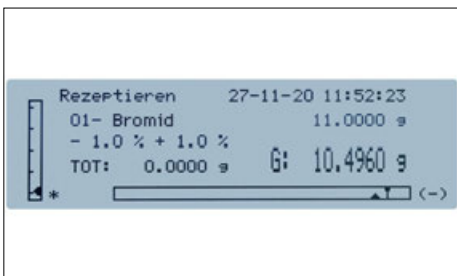 Rezeptieren 27-11-20 11:52:23
01- Bromid 11.0000 g
- 1.0 % + 1.0 %
TOT: 0.0000 g G: 10.4960 g
* (-)